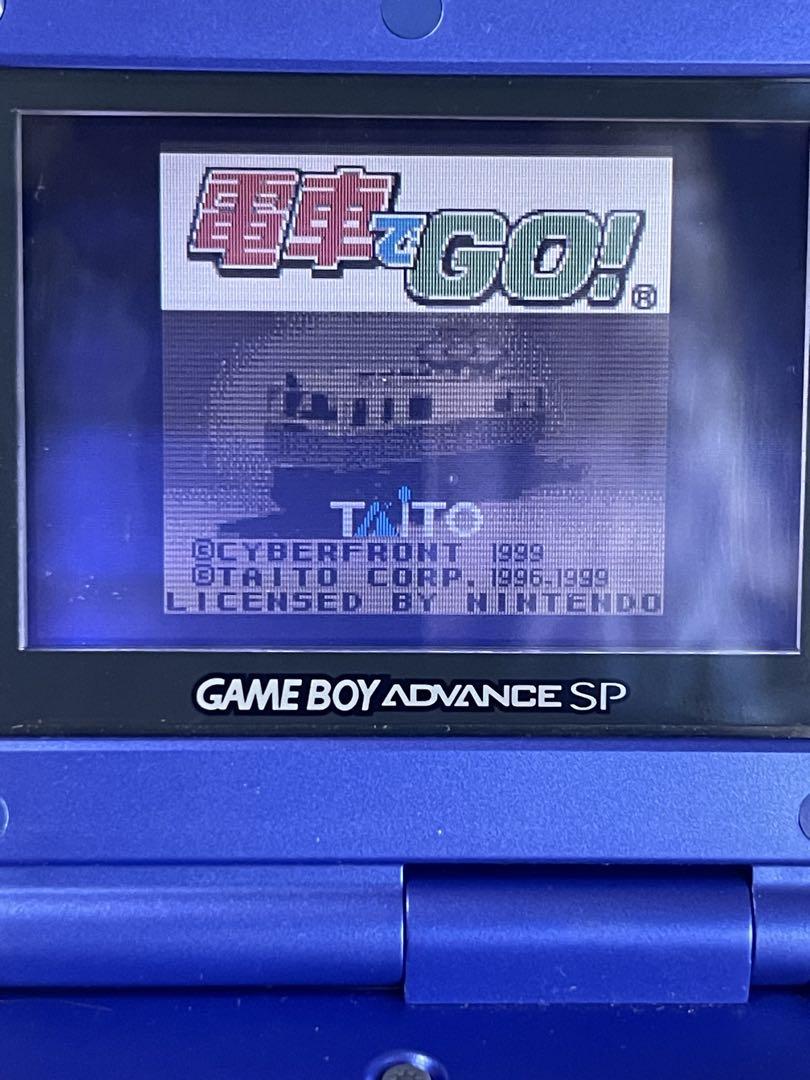 電車でGO!®
TAITO
©CYBERFRONT 1999
©TAITO CORP. 1996-1999
LICENSED BY NINTENDO
GAME BOY ADVANCE SP